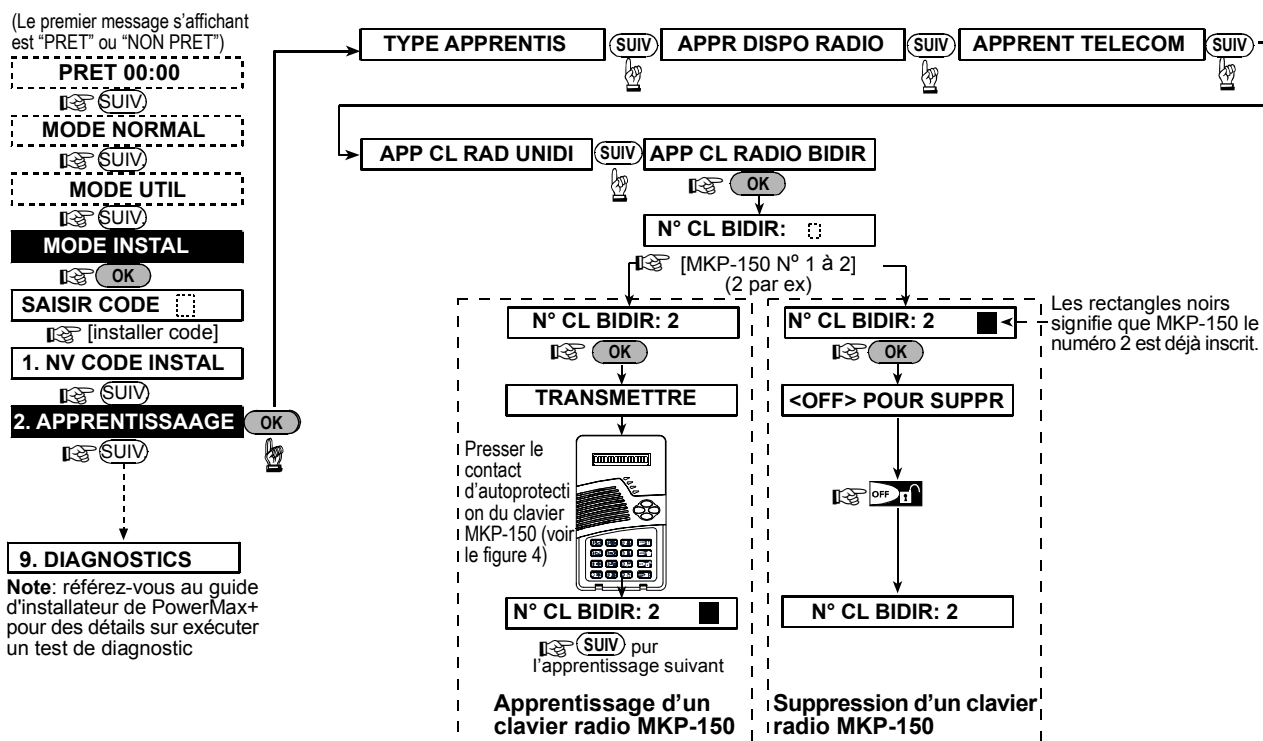 (Le premier message s'affichant
est "PRET" ou "NON PRET")
PRET 00:00
SUIV
MODE NORMAL
SUIV
MODE UTIL
SUIV
MODE INSTAL
OK
SAISIR CODE
[installer code]
1. NV CODE INSTAL
SUIV
2. APPRENTISSAAGE OK
SUIV
9. DIAGNOSTICS
Note: référez-vous au guide
d'installateur de PowerMax+
pour des détails sur exécuter
un test de diagnostic
TYPE APPRENTIS SUIV APPR DISPO RADIO SUIV APPRENT TELECOM SUIV
APP CL RAD UNIDI SUIV APP CL RADIO BIDIR
OK
N° CL BIDIR:
[MKP-150 N° 1 à 2]
(2 par ex)
N° CL BIDIR: 2
OK
TRANSMETTRE
Presser le
contact
d'autoprotecti
on du clavier
MKP-150 (voir
le figure 4)
N° CL BIDIR: 2
SUIV pur
l'apprentissage suivant
Apprentissage d'un
clavier radio MKP-150
N° CL BIDIR: 2
OK
<OFF> POUR SUPPR
OFF
N° CL BIDIR: 2
Suppression d'un clavier
radio MKP-150
Les rectangles noirs
signifie que MKP-150 le
numéro 2 est déjà inscrit.